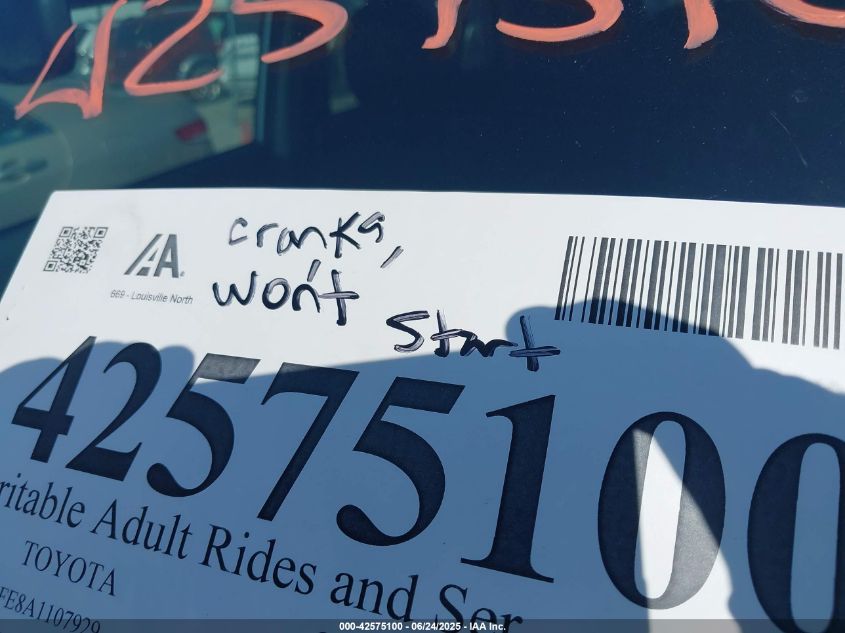 cranks,
won't
start
IAA
669 - Louisville North
42575100
ritable Adult Rides and Ser
TOYOTA
FE8A1107929
000-42575100 - 06/24/2025 - IAA Inc.